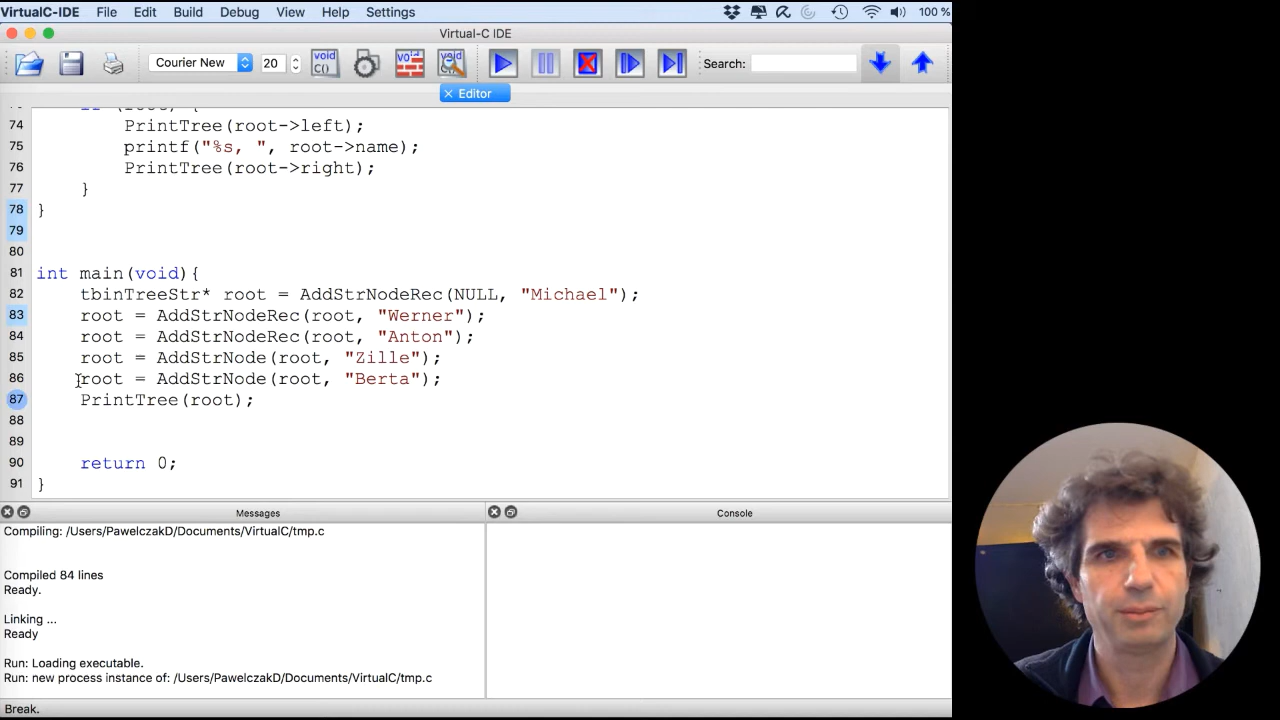 VirtualC-IDE File Edit Build Debug View Help Settings 100 %
Virtual-C IDE
Courier New 20 void C() void Search:
Editor
74 PrintTree(root->left);
75 printf("%s, ", root->name);
76 PrintTree(root->right);
77 }
78 }
79
80
81 int main(void){
82 tbinTreeStr* root = AddStrNodeRec(NULL, "Michael");
83 root = AddStrNodeRec(root, "Werner");
84 root = AddStrNodeRec(root, "Anton");
85 root = AddStrNode(root, "Zille");
86 root = AddStrNode(root, "Berta");
87 PrintTree(root);
88
89
90 return 0;
91 }
Messages
Console
Compiling: /Users/PawelczakD/Documents/VirtualC/tmp.c
Compiled 84 lines
Ready.
Linking ...
Ready
Run: Loading executable.
Run: new process instance of: /Users/PawelczakD/Documents/VirtualC/tmp.c
Break.